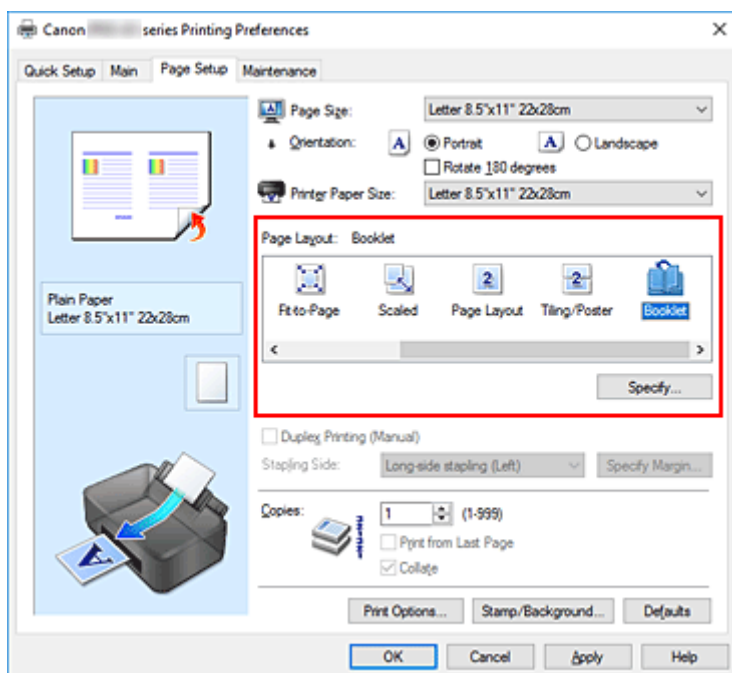 Canon series Printing Preferences
Quick Setup Main Page Setup Maintenance
Page Size: Letter 8.5"x11" 22x28cm
Orientation: A Portrait A Landscape
Rotate 180 degrees
Printer Paper Size: Letter 8.5"x11" 22x28cm
Page Layout: Booklet
Fit-to-Page Scaled Page Layout Tiling/Poster Booklet
Specify...
Plain Paper
Letter 8.5"x11" 22x28cm
Duplex Printing (Manual)
Stapling Side: Long-side stapling (Left) Specify Margin...
Copies: 1 (1-999)
Print from Last Page
Collate
Print Options... Stamp/Background... Defaults
OK Cancel Apply Help